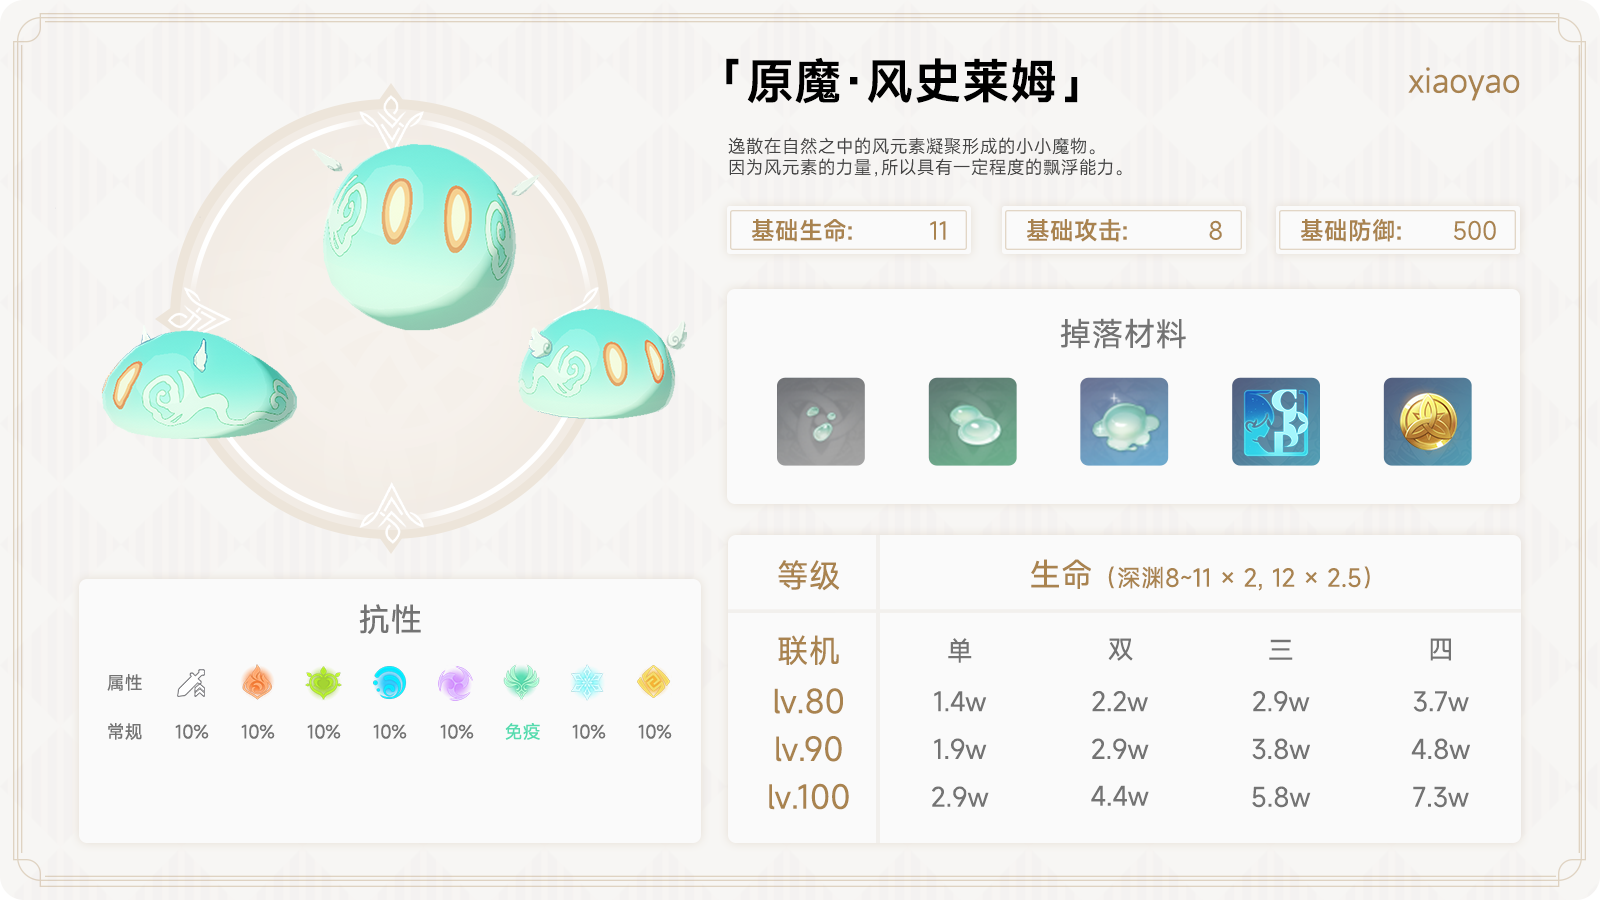 「原魔·风史莱姆」
xiaoyao
逸散在自然之中的风元素凝聚形成的小小魔物。
因为风元素的力量,所以具有一定程度的飘浮能力。
基础生命: 11
基础攻击: 8
基础防御: 500
掉落材料
抗性
属性
常规 10% 10% 10% 10% 10% 免疫 10% 10%
等级 生命（深渊8~11 × 2, 12 × 2.5）
联机 单 双 三 四
lv.80 1.4w 2.2w 2.9w 3.7w
lv.90 1.9w 2.9w 3.8w 4.8w
lv.100 2.9w 4.4w 5.8w 7.3w